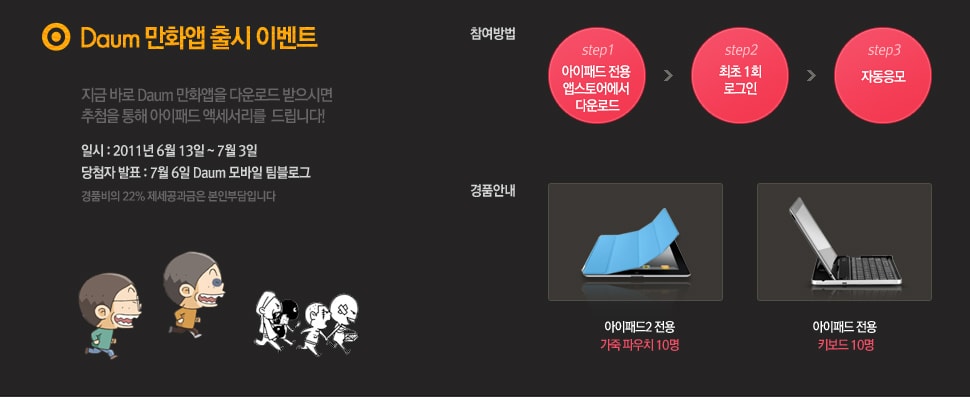 Daum 만화앱 출시 이벤트
지금 바로 Daum 만화앱을 다운로드 받으시면
추첨을 통해 아이패드 액세서리를 드립니다!
일시 : 2011년 6월 13일 ~ 7월 3일
당첨자 발표 : 7월 6일 Daum 모바일 팀블로그
경품비의 22% 제세공과금은 본인부담입니다
참여방법
step1
아이패드 전용
앱스토어에서
다운로드
step2
최초 1회
로그인
step3
자동응모
경품안내
아이패드2 전용
가죽 파우치 10명
아이패드 전용
키보드 10명